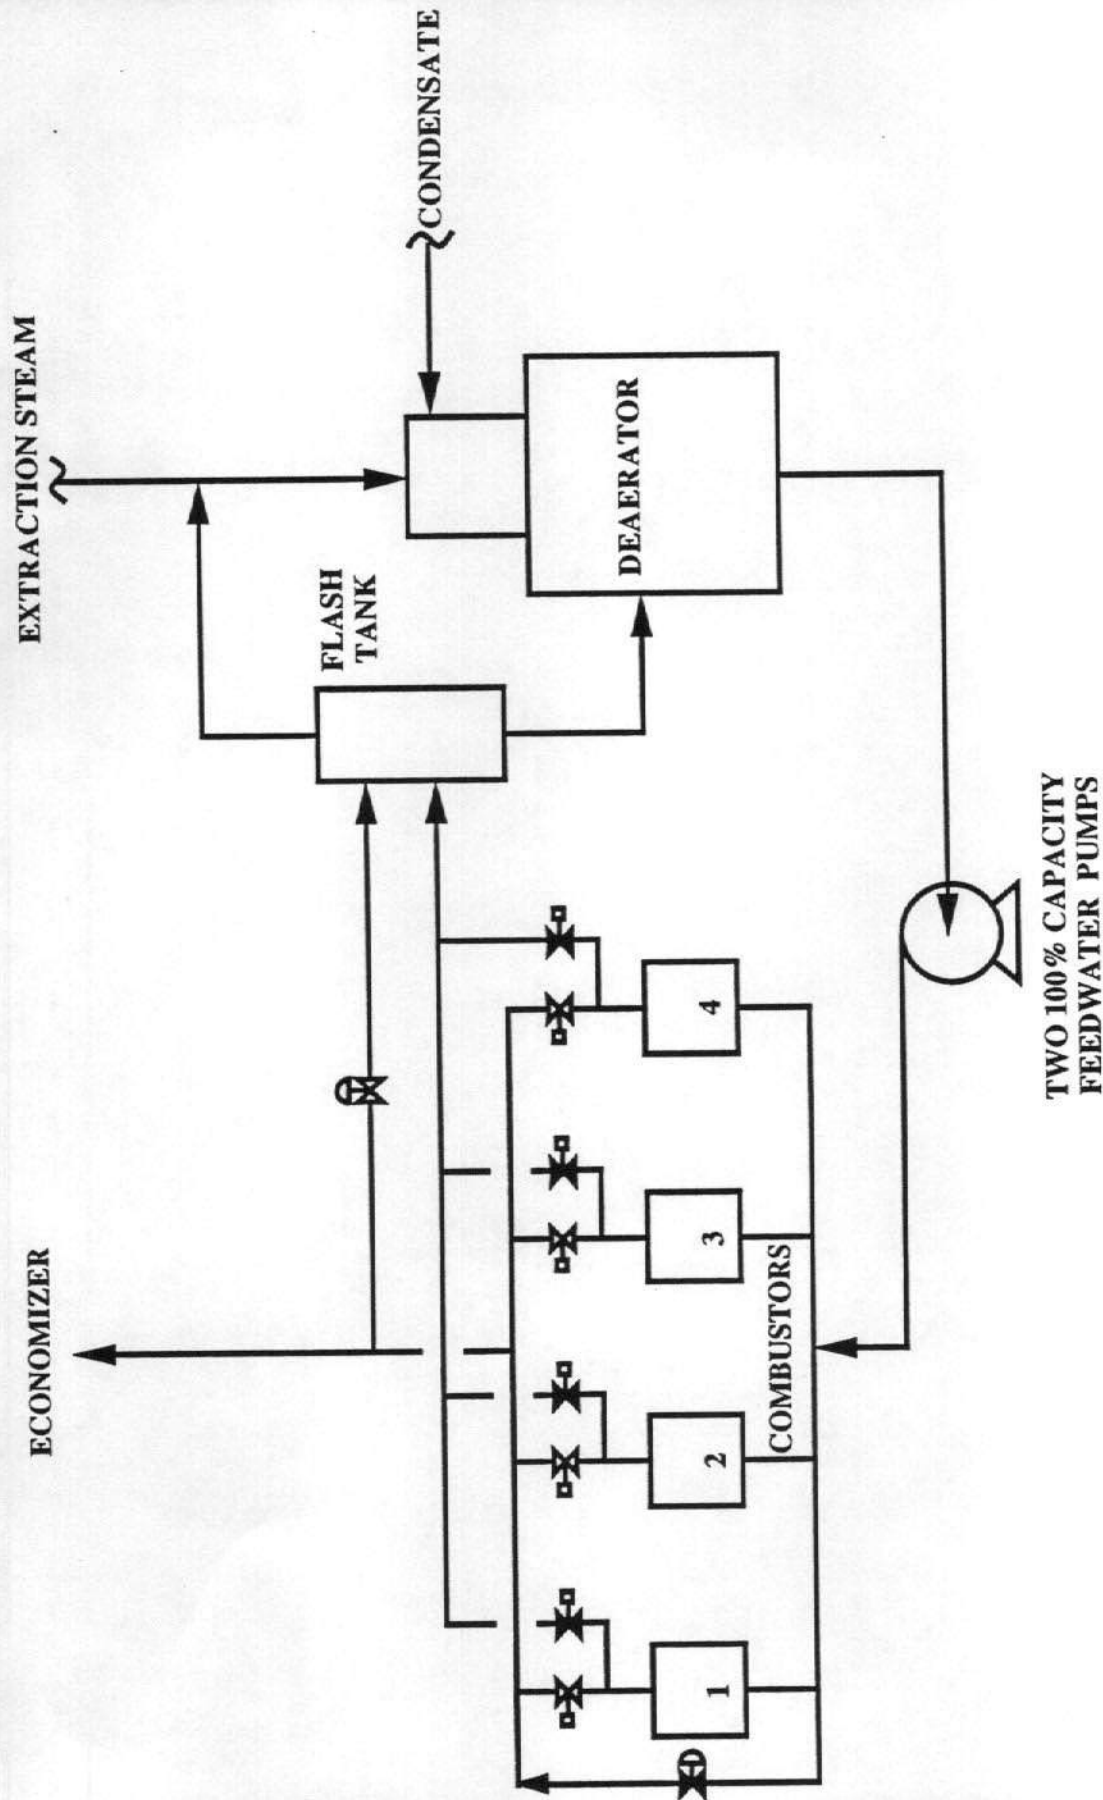 EXTRACTION STEAM
CONDENSATE
ECONOMIZER
FLASH
TANK
DEAERATOR
1
2
3
4
COMBUSTORS
TWO 100% CAPACITY
FEEDWATER PUMPS